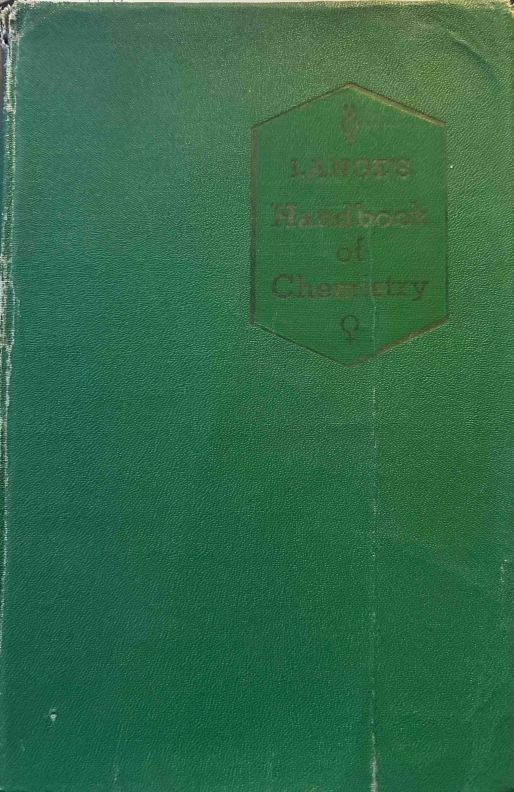 LANGE'S
Handbook
of
Chemistry